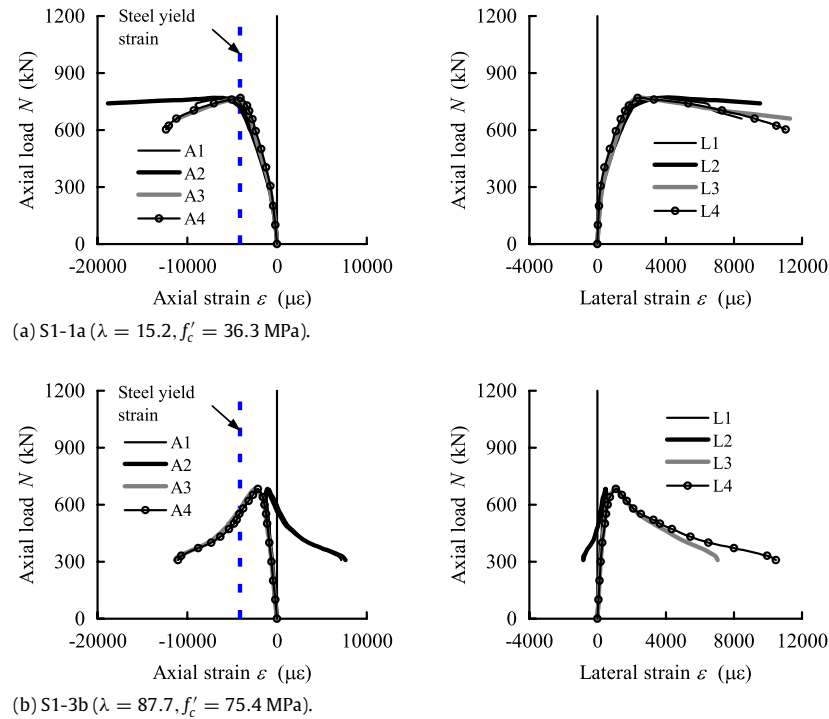 1200
900
600
300
0
Axial load N (kN)
Steel yield
strain
A1
A2
A3
A4
-20000 -10000 0 10000
Axial strain ε (με)
1200
900
600
300
0
Axial load N (kN)
L1
L2
L3
L4
-4000 0 4000 8000 12000
Lateral strain ε (με)
(a) S1-1a (λ = 15.2, f′c = 36.3 MPa).
1200
900
600
300
0
Axial load N (kN)
Steel yield
strain
A1
A2
A3
A4
-20000 -10000 0 10000
Axial strain ε (με)
1200
900
600
300
0
Axial load N (kN)
L1
L2
L3
L4
-4000 0 4000 8000 12000
Lateral strain ε (με)
(b) S1-3b (λ = 87.7, f′c = 75.4 MPa).